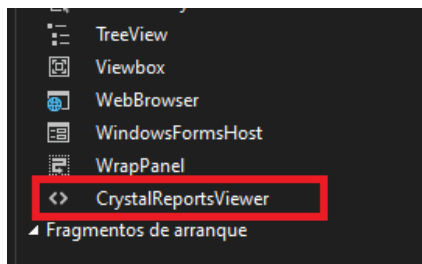 TreeView
Viewbox
WebBrowser
WindowsFormsHost
WrapPanel
CrystalReportsViewer
Fragmentos de arranque